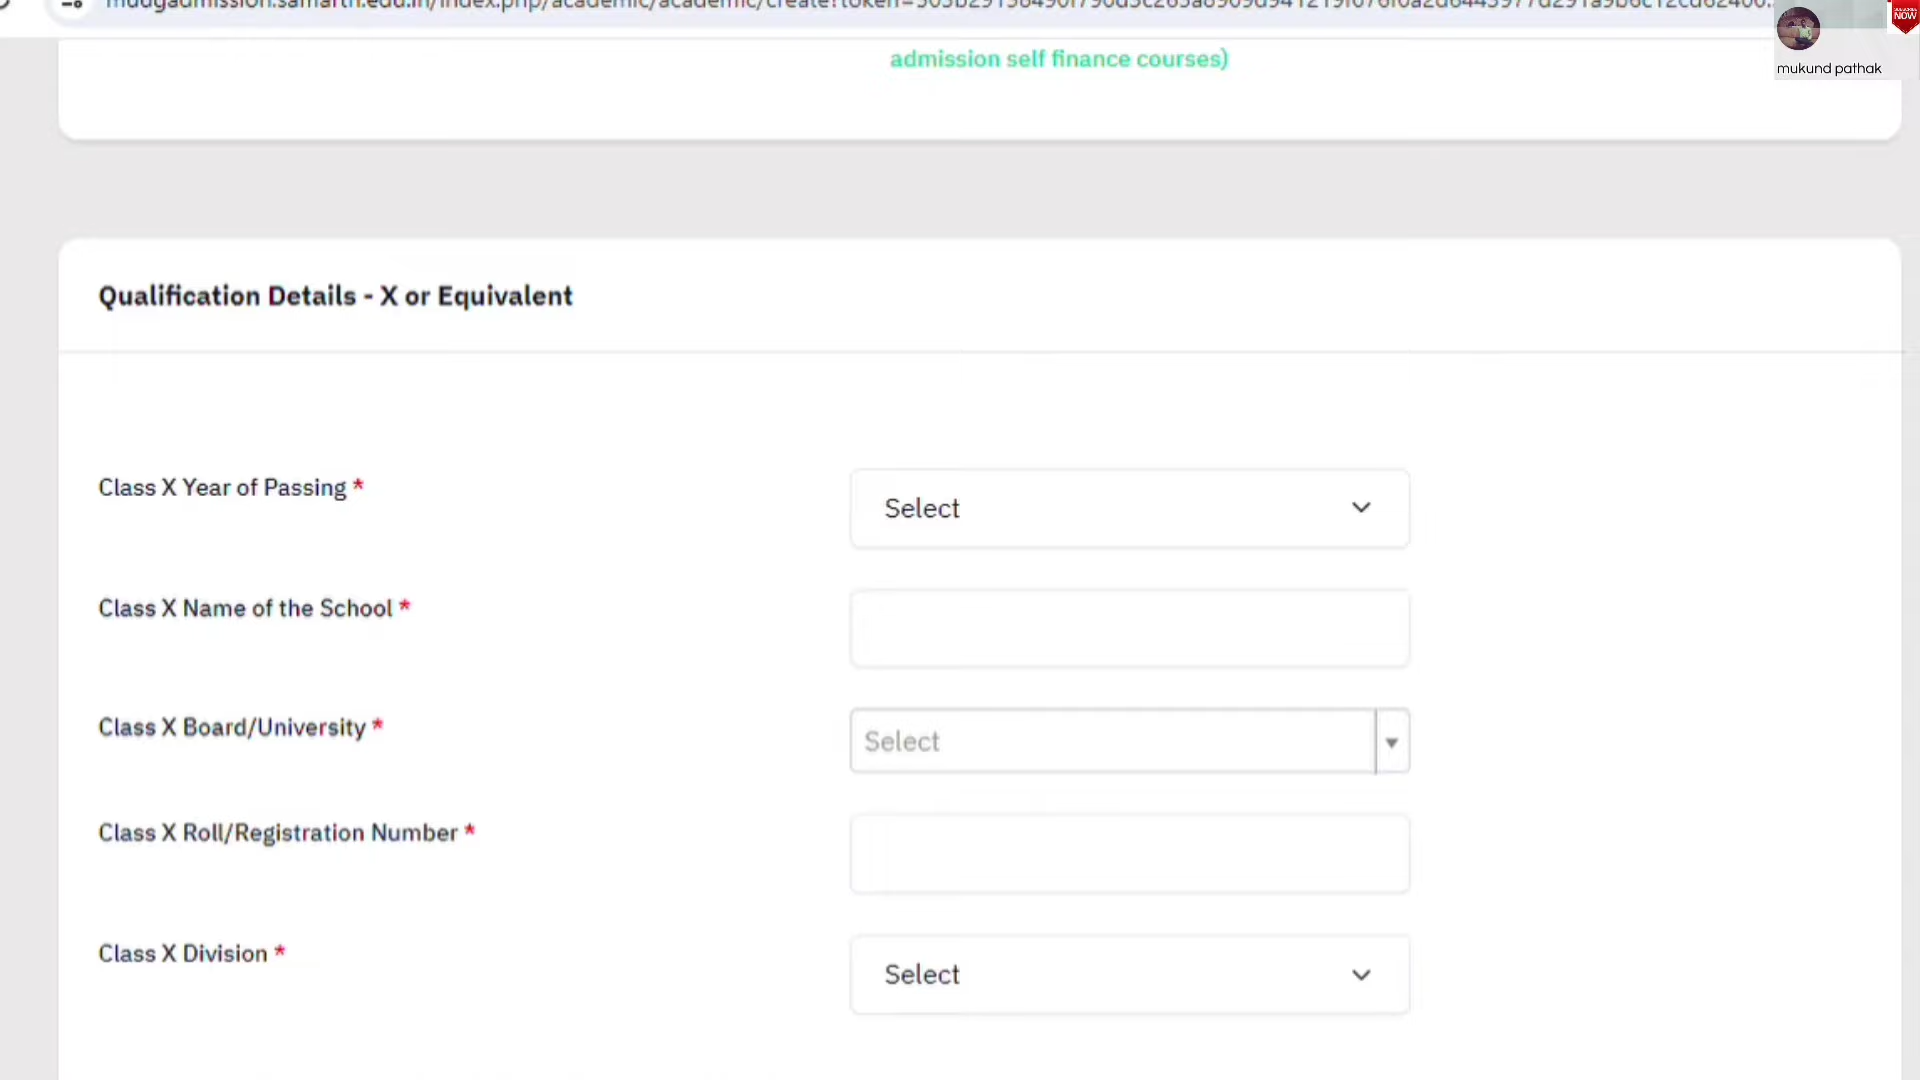 admission self finance courses)
mukund pathak
NOW
Qualification Details - X or Equivalent
Class X Year of Passing *
Select
Class X Name of the School *
Class X Board/University *
Select
Class X Roll/Registration Number *
Class X Division *
Select